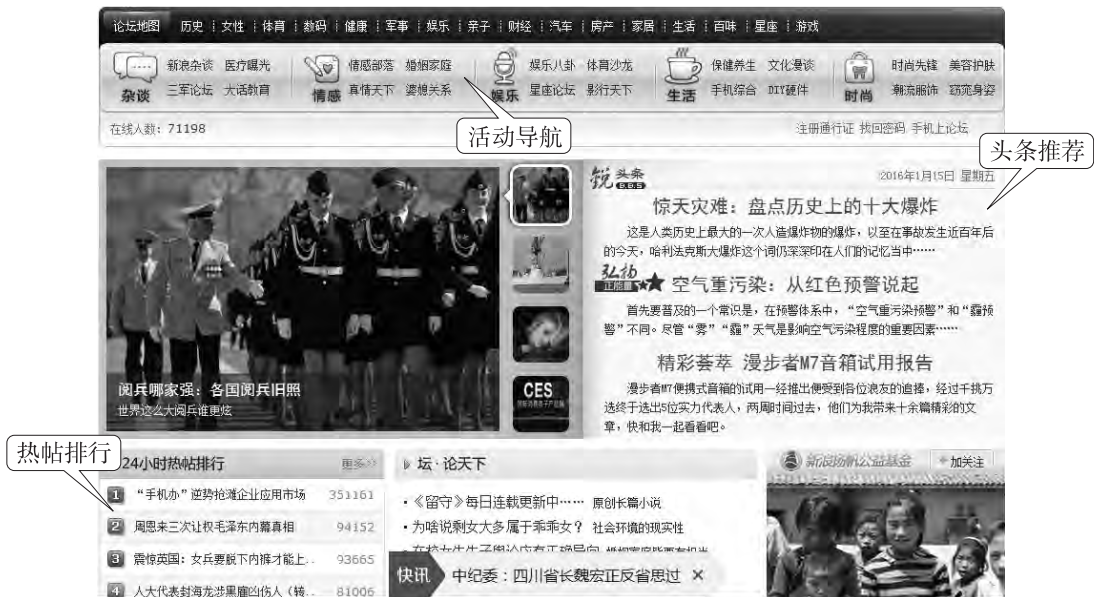 论坛地图 历史 女性 体育 数码 健康 军事 娱乐 亲子 财经 汽车 房产 家居 生活 百味 星座 游戏
杂谈 新浪杂谈 医疗曝光 情感 情感部落 婚姻家庭 娱乐 娱乐八卦 体育沙龙 生活 保健养生 文化漫谈 时尚 时尚先锋 美容护肤
三军论坛 大话教育 真情天下 婆媳关系 星座论坛 影行天下 手机综合 DIY硬件 潮流服饰 窈窕身姿
在线人数: 71198 注册通行证 找回密码 手机上论坛
活动导航
头条推荐
锐 头条 2016年1月15日 星期五
惊天灾难：盘点历史上的十大爆炸
这是人类历史上最大的一次人造爆炸物的爆炸，以至在事故发生近百年后
的今天，哈利法克斯大爆炸这个词仍深深印在人们的记忆当中……
弘扬 正能量 空气重污染：从红色预警说起
首先要普及的一个常识是，在预警体系中，“空气重污染预警”和“霾预
警”不同。尽管“雾”“霾”天气是影响空气污染程度的重要因素……
精彩荟萃 漫步者M7音箱试用报告
漫步者M7便携式音箱的试用一经推出便受到各位浪友的追捧，经过千挑万
选终于选出5位实力代表人，两周时间过去，他们为我带来十余篇精彩的文
章，快和我一起看看吧。
阅兵哪家强：各国阅兵旧照
世界这么大阅兵谁更炫
CES
热帖排行
24小时热帖排行 更多>>
1 “手机办”逆势抢滩企业应用市场 351161
2 周恩来三次让权毛泽东内幕真相 94152
3 震惊英国：女兵要脱下内裤才能上.. 93665
4 人大代表封海龙涉黑雇凶伤人（转.. 81006
坛·论天下
·《留守》每日连载更新中…… 原创长篇小说
·为啥说剩女大多属于乖乖女？ 社会环境的现实性
·在校女生生子舆论应有正确导向
快讯 中纪委：四川省长魏宏正反省思过 ×
新浪扬帆公益基金 +加关注